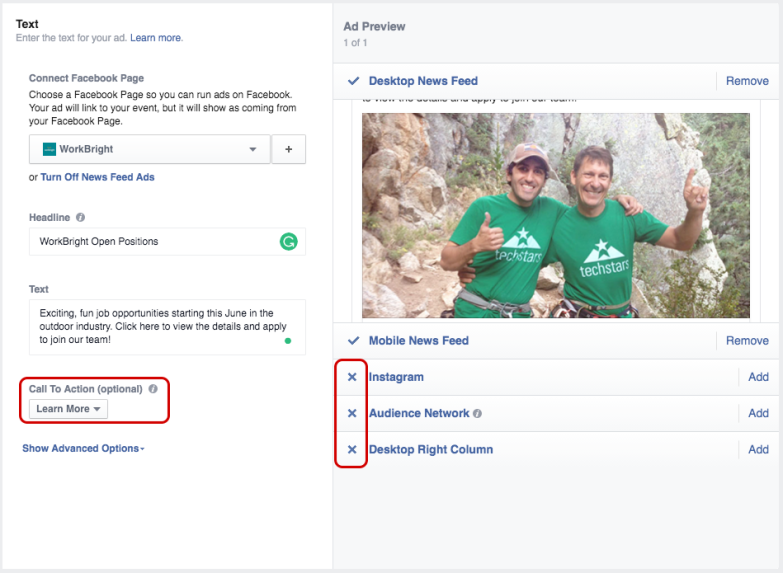 Text
Enter the text for your ad. Learn more.
Connect Facebook Page
Choose a Facebook Page so you can run ads on Facebook.
Your ad will link to your event, but it will show as coming from
your Facebook Page.
WorkBright
+
or Turn Off News Feed Ads
Headline
WorkBright Open Positions
Text
Exciting, fun job opportunities starting this June in the
outdoor industry. Click here to view the details and apply
to join our team!
Call To Action (optional)
Learn More
Show Advanced Options
Ad Preview
1 of 1
Desktop News Feed
Remove
to view the details and apply to join our team!
techstars
techstars
Mobile News Feed
Remove
Instagram
Add
Audience Network
Add
Desktop Right Column
Add